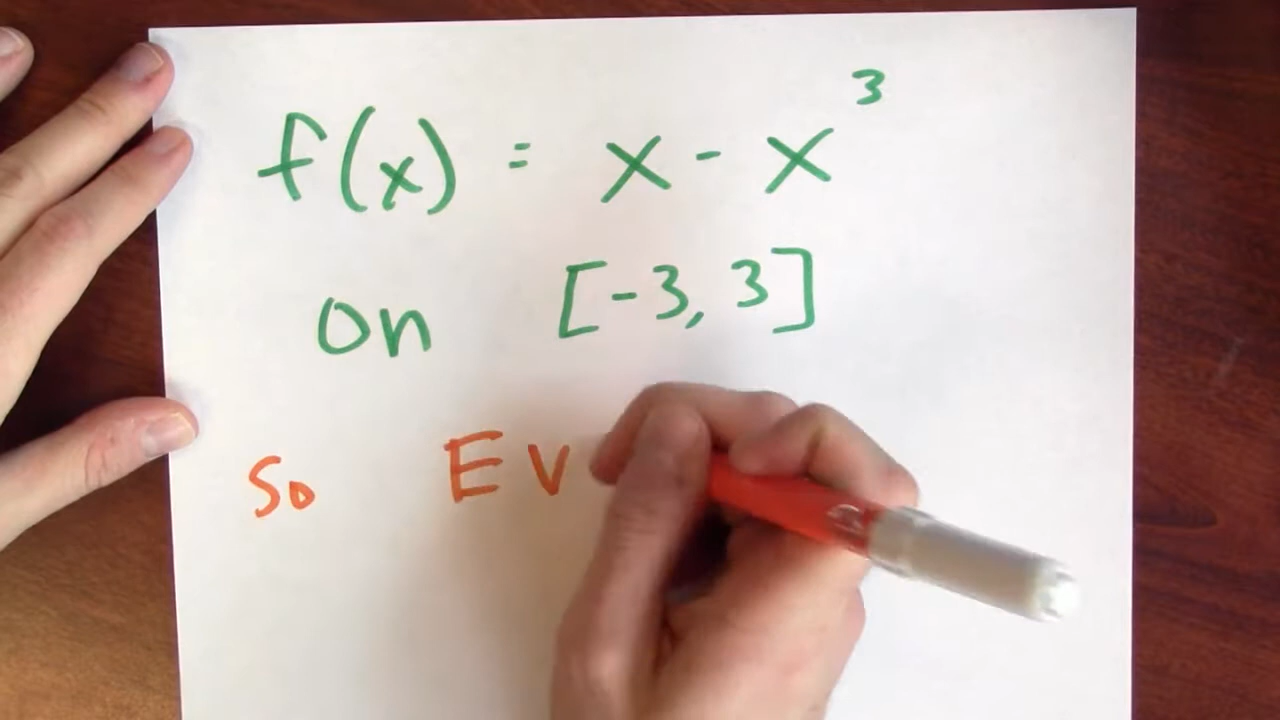 f(x) = x - x³
on [-3, 3]
So EV